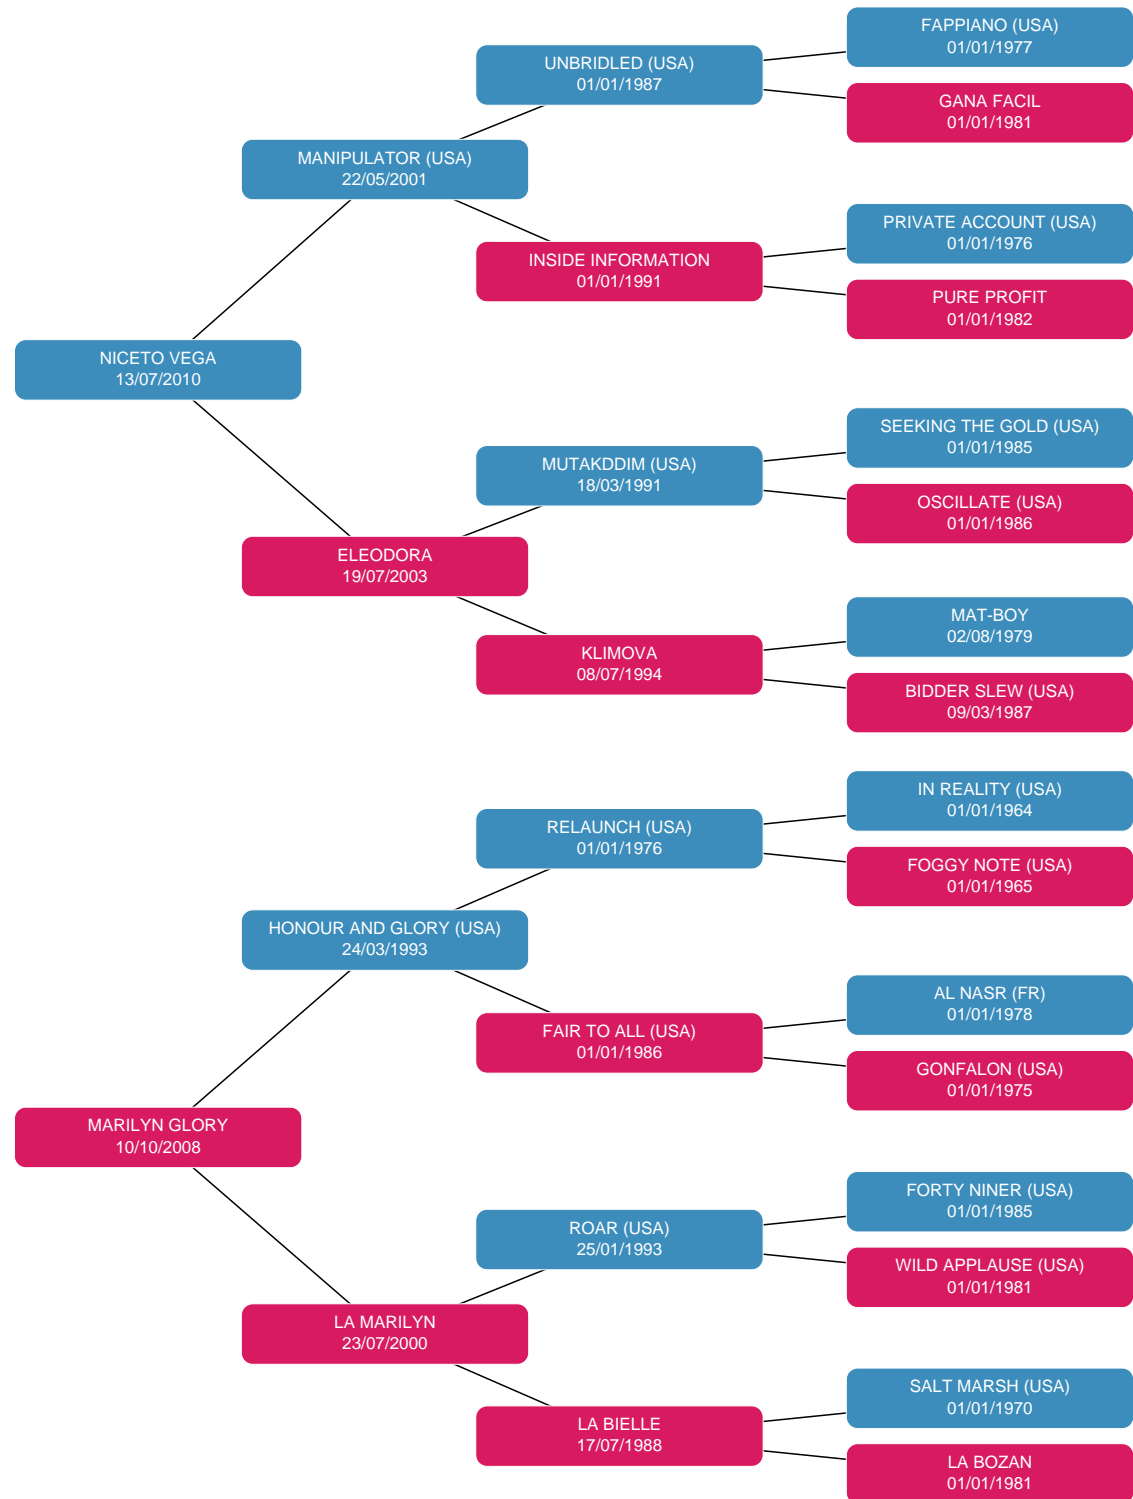 FAPPIANO (USA)
01/01/1977
UNBRIDLED (USA)
01/01/1987
GANA FACIL
01/01/1981
MANIPULATOR (USA)
22/05/2001
PRIVATE ACCOUNT (USA)
01/01/1976
INSIDE INFORMATION
01/01/1991
PURE PROFIT
01/01/1982
NICETO VEGA
13/07/2010
SEEKING THE GOLD (USA)
01/01/1985
MUTAKDDIM (USA)
18/03/1991
OSCILLATE (USA)
01/01/1986
ELEODORA
19/07/2003
MAT-BOY
02/08/1979
KLIMOVA
08/07/1994
BIDDER SLEW (USA)
09/03/1987
IN REALITY (USA)
01/01/1964
RELAUNCH (USA)
01/01/1976
FOGGY NOTE (USA)
01/01/1965
HONOUR AND GLORY (USA)
24/03/1993
AL NASR (FR)
01/01/1978
FAIR TO ALL (USA)
01/01/1986
GONFALON (USA)
01/01/1975
MARILYN GLORY
10/10/2008
FORTY NINER (USA)
01/01/1985
ROAR (USA)
25/01/1993
WILD APPLAUSE (USA)
01/01/1981
LA MARILYN
23/07/2000
SALT MARSH (USA)
01/01/1970
LA BIELLE
17/07/1988
LA BOZAN
01/01/1981